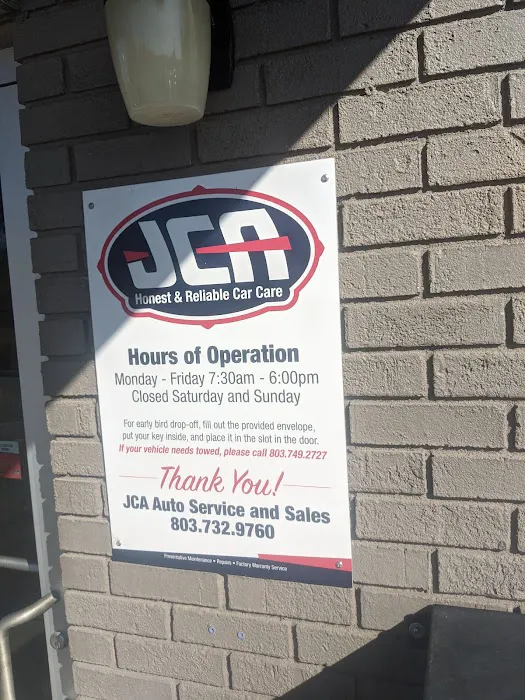 JCA
Honest & Reliable Car Care
Hours of Operation
Monday - Friday 7:30am - 6:00pm
Closed Saturday and Sunday
For early bird drop-off, fill out the provided envelope,
put your key inside, and place it in the slot in the door.
If your vehicle needs towed, please call 803.749.2727
Thank You!
JCA Auto Service and Sales
803.732.9760
Preventative Maintenance • Repairs • Factory Warranty Service